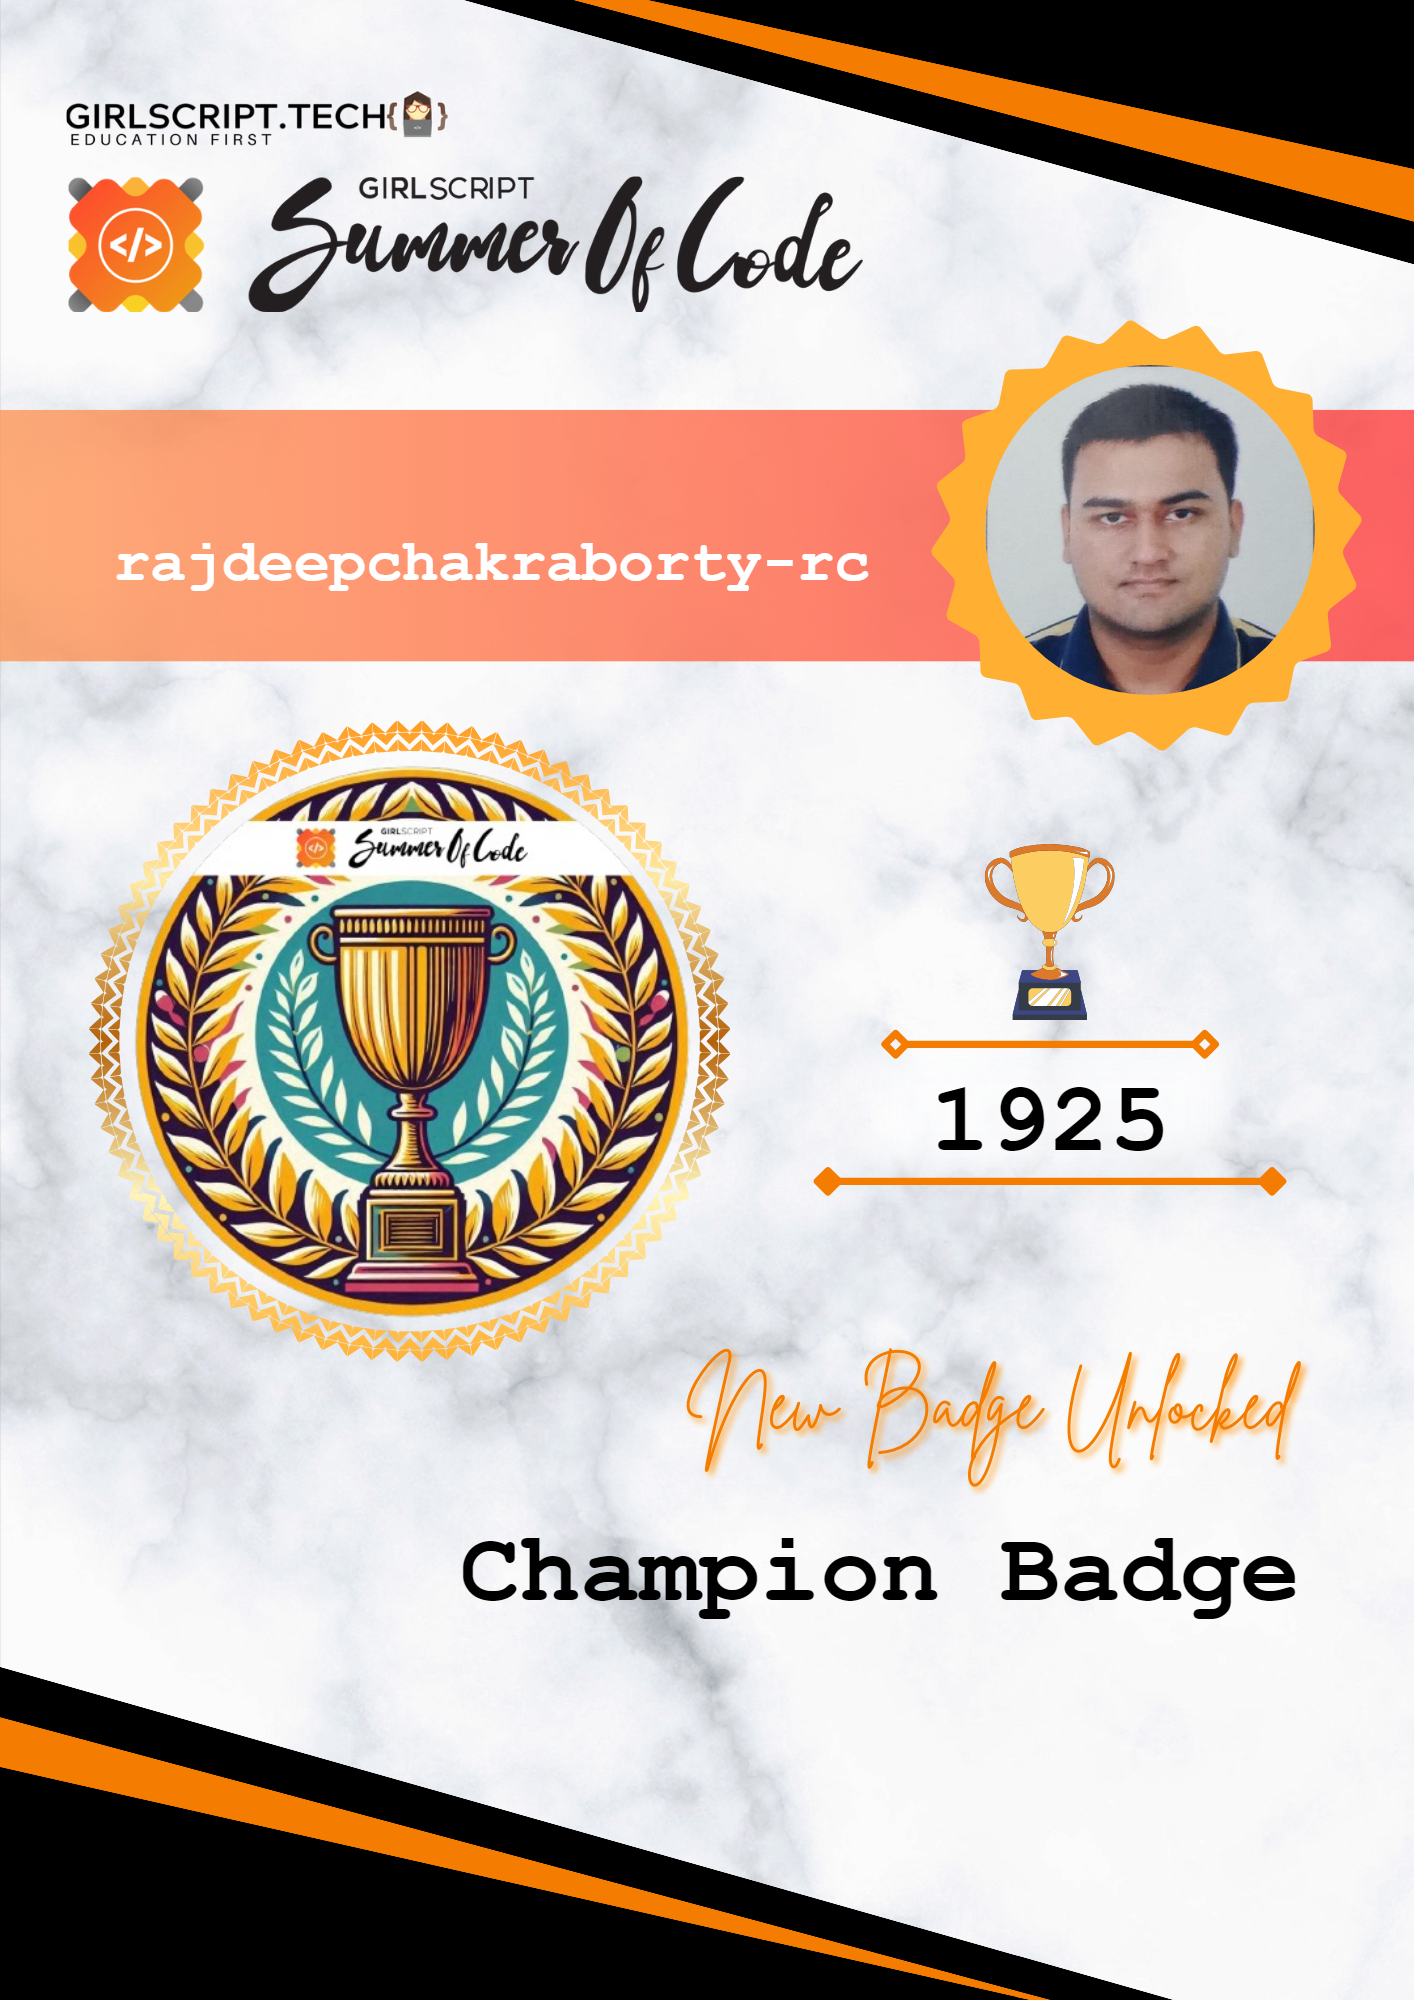 GIRLSCRIPT.TECH{ }
EDUCATION FIRST
GIRLSCRIPT
</>
Summer Of Code
rajdeepchakraborty-rc
GIRLSCRIPT
</>
Summer Of Code
1925
New Badge Unlocked
Champion Badge